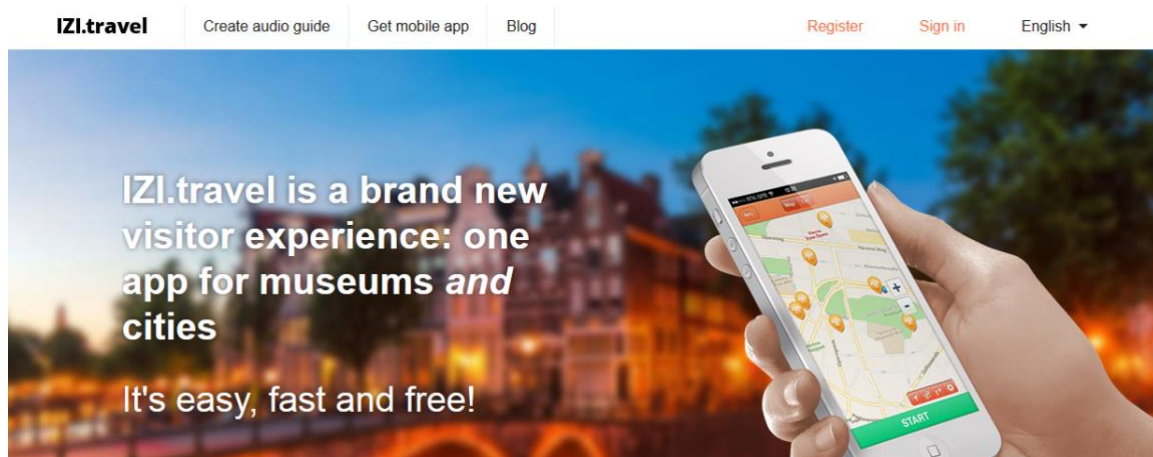 IZI.travel
Create audio guide
Get mobile app
Blog
Register
Sign in
English
IZI.travel is a brand new
visitor experience: one
app for museums and
cities
It's easy, fast and free!
Map
START